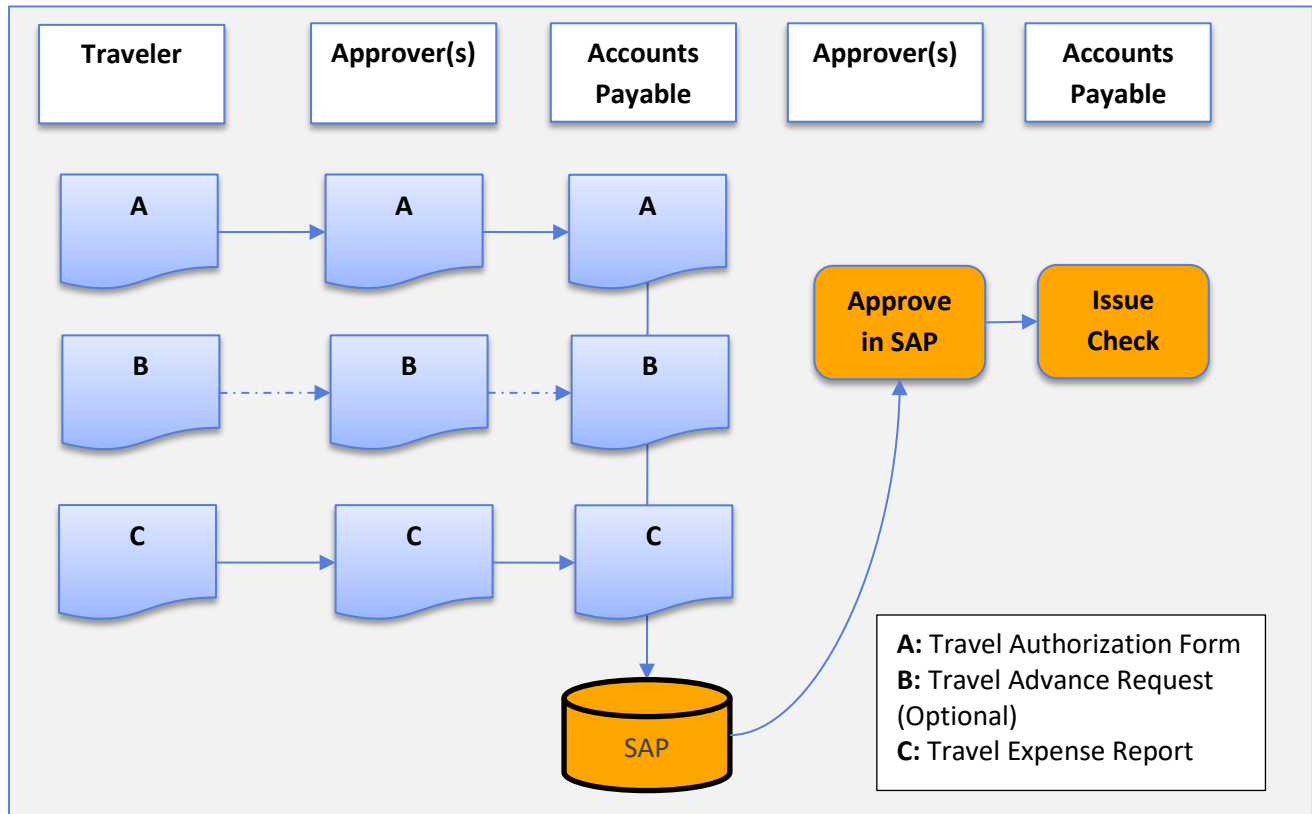 Traveler
Approver(s)
Accounts
Payable
Approver(s)
Accounts
Payable
A
A
A
B
B
B
C
C
C
SAP
Approve
in SAP
Issue
Check
A: Travel Authorization Form
B: Travel Advance Request
(Optional)
C: Travel Expense Report